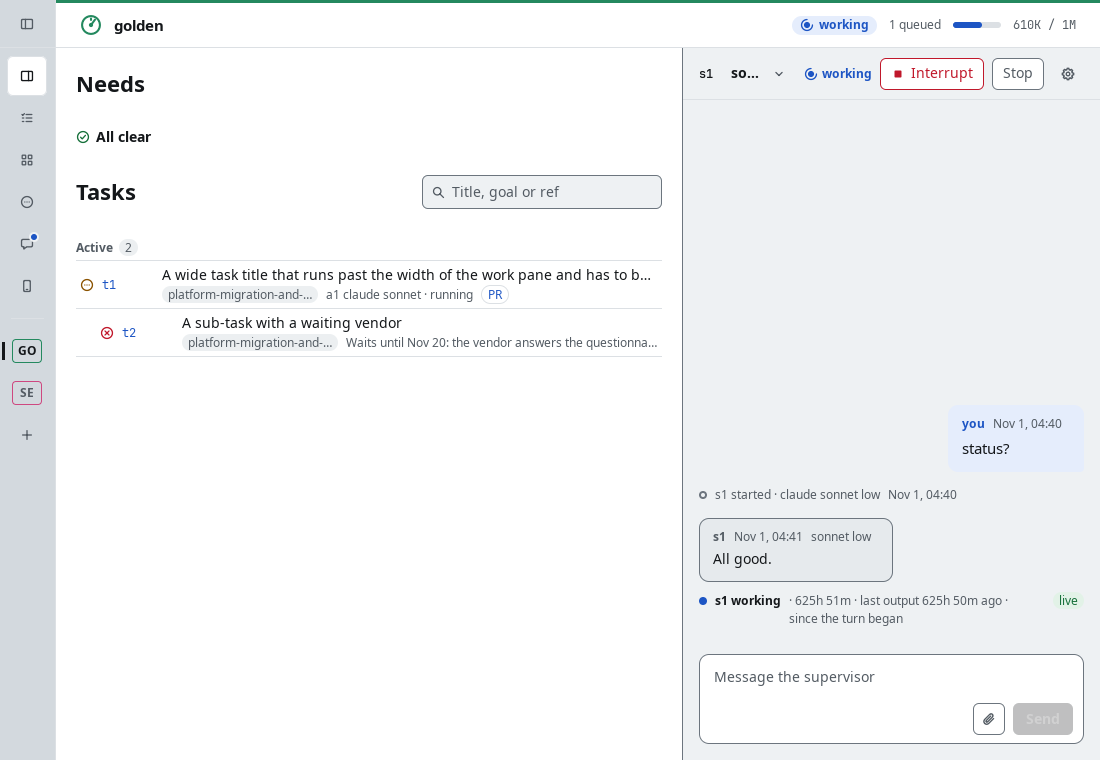 golden
working
1 queued
610K / 1M
Needs
All clear
Tasks
Title, goal or ref
Active 2
t1
A wide task title that runs past the width of the work pane and has to b...
platform-migration-and-...
a1 claude sonnet · running
PR
t2
A sub-task with a waiting vendor
platform-migration-and-...
Waits until Nov 20: the vendor answers the questionna...
GO
SE
s1
so...
working
Interrupt
Stop
you Nov 1, 04:40
status?
s1 started · claude sonnet low Nov 1, 04:40
s1 Nov 1, 04:41 sonnet low
All good.
s1 working · 625h 51m · last output 625h 50m ago ·
since the turn began
live
Message the supervisor
Send